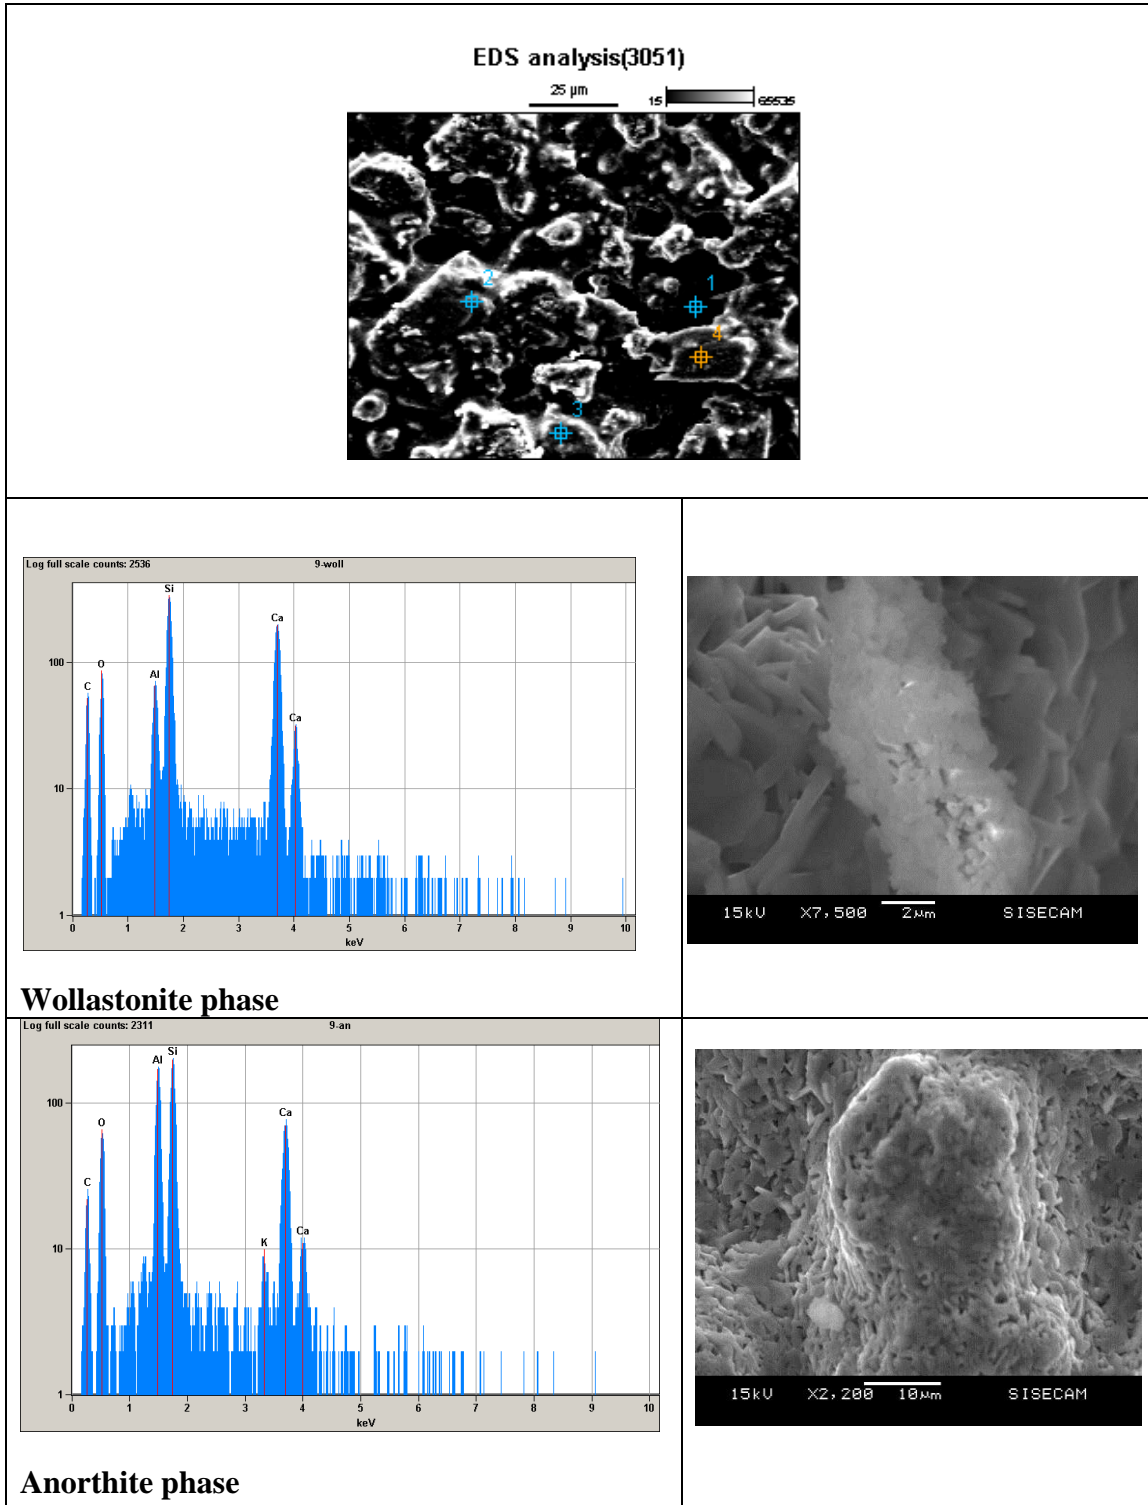 EDS analysis(3051)
25 µm
15 65535
2
1
4
3
Log full scale counts: 2536 9-woll
Si
Ca
100
O
C
Al
Ca
10
1
0 1 2 3 4 5 6 7 8 9 10
keV
15kV X7,500 2µm SISECAM
Wollastonite phase
Log full scale counts: 2311 9-an
Al Si
100
Ca
O
C
K
Ca
10
1
0 1 2 3 4 5 6 7 8 9 10
keV
15kV X2,200 10µm SISECAM
Anorthite phase